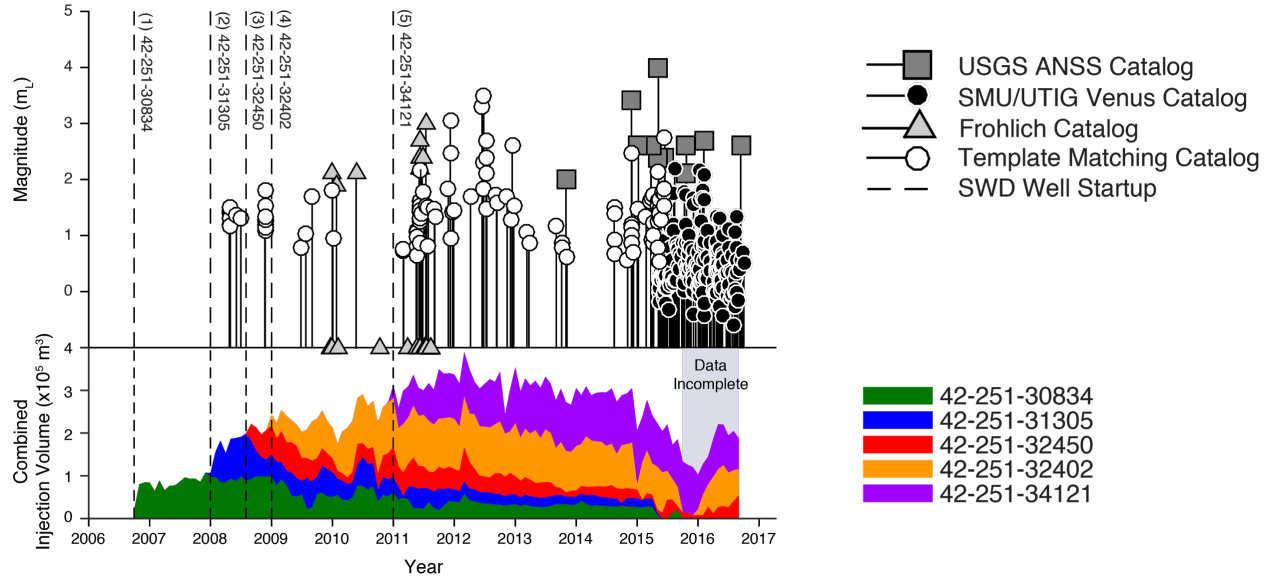 5
4
3
2
1
0
Magnitude (mL)
(1) 42-251-30834
(2) 42-251-31305
(3) 42-251-32450
(4) 42-251-32402
(5) 42-251-34121
USGS ANSS Catalog
SMU/UTIG Venus Catalog
Frohlich Catalog
Template Matching Catalog
SWD Well Startup
4
3
2
1
0
Combined
Injection Volume (x10⁵ m³)
Data
Incomplete
42-251-30834
42-251-31305
42-251-32450
42-251-32402
42-251-34121
2006 2007 2008 2009 2010 2011 2012 2013 2014 2015 2016 2017
Year